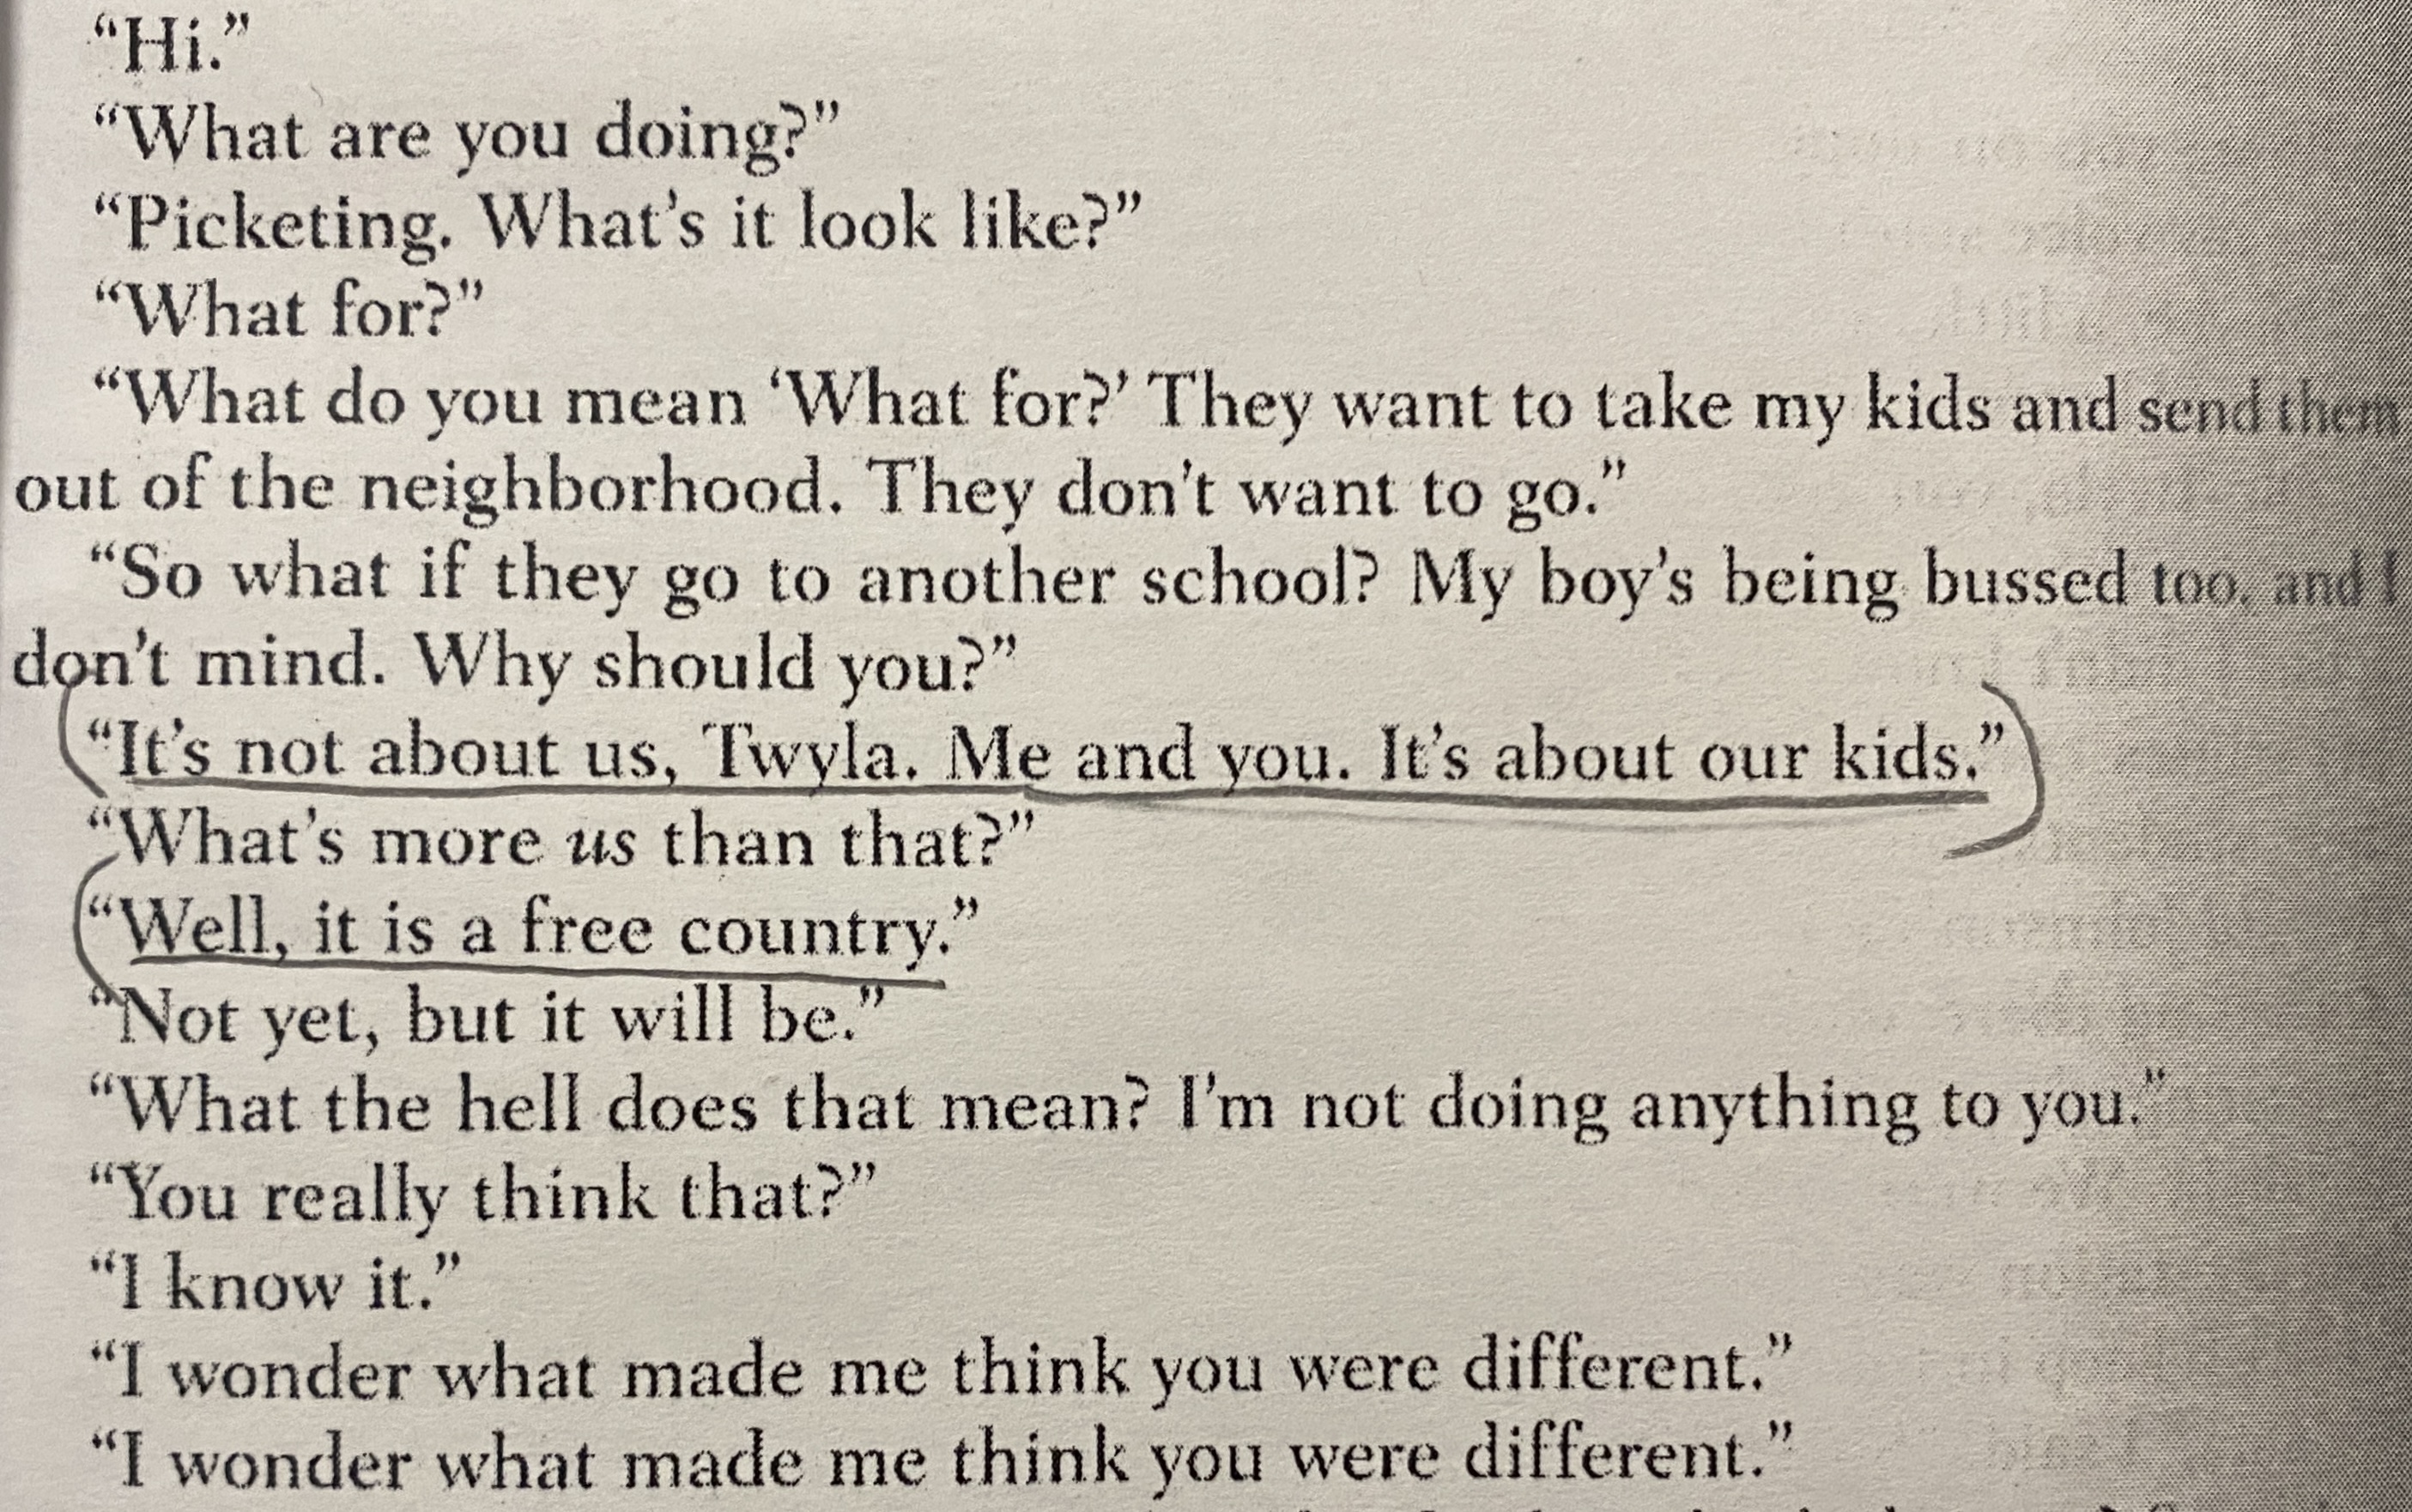 “Hi.”
“What are you doing?”
“Picketing. What’s it look like?”
“What for?”
“What do you mean ‘What for?’ They want to take my kids and send them
out of the neighborhood. They don’t want to go.”
“So what if they go to another school? My boy’s being bussed too, and I
don’t mind. Why should you?”
“It’s not about us, Twyla. Me and you. It’s about our kids.”
“What’s more us than that?”
“Well, it is a free country.”
“Not yet, but it will be.”
“What the hell does that mean? I’m not doing anything to you.”
“You really think that?”
“I know it.”
“I wonder what made me think you were different.”
“I wonder what made me think you were different.”